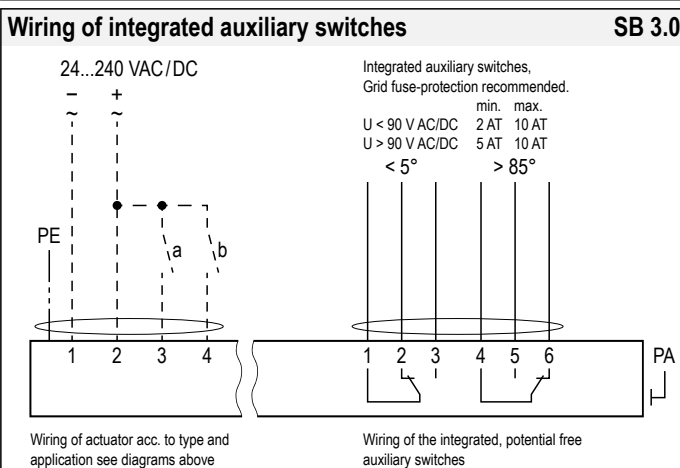 Wiring of integrated auxiliary switches SB 3.0
24...240 VAC/DC
– +
~ ~
Integrated auxiliary switches,
Grid fuse-protection recommended.
min. max.
U < 90 V AC/DC 2 AT 10 AT
U > 90 V AC/DC 5 AT 10 AT
< 5° > 85°
PE
a b
1 2 3 4 1 2 3 4 5 6 PA
Wiring of actuator acc. to type and
application see diagrams above
Wiring of the integrated, potential free
auxiliary switches